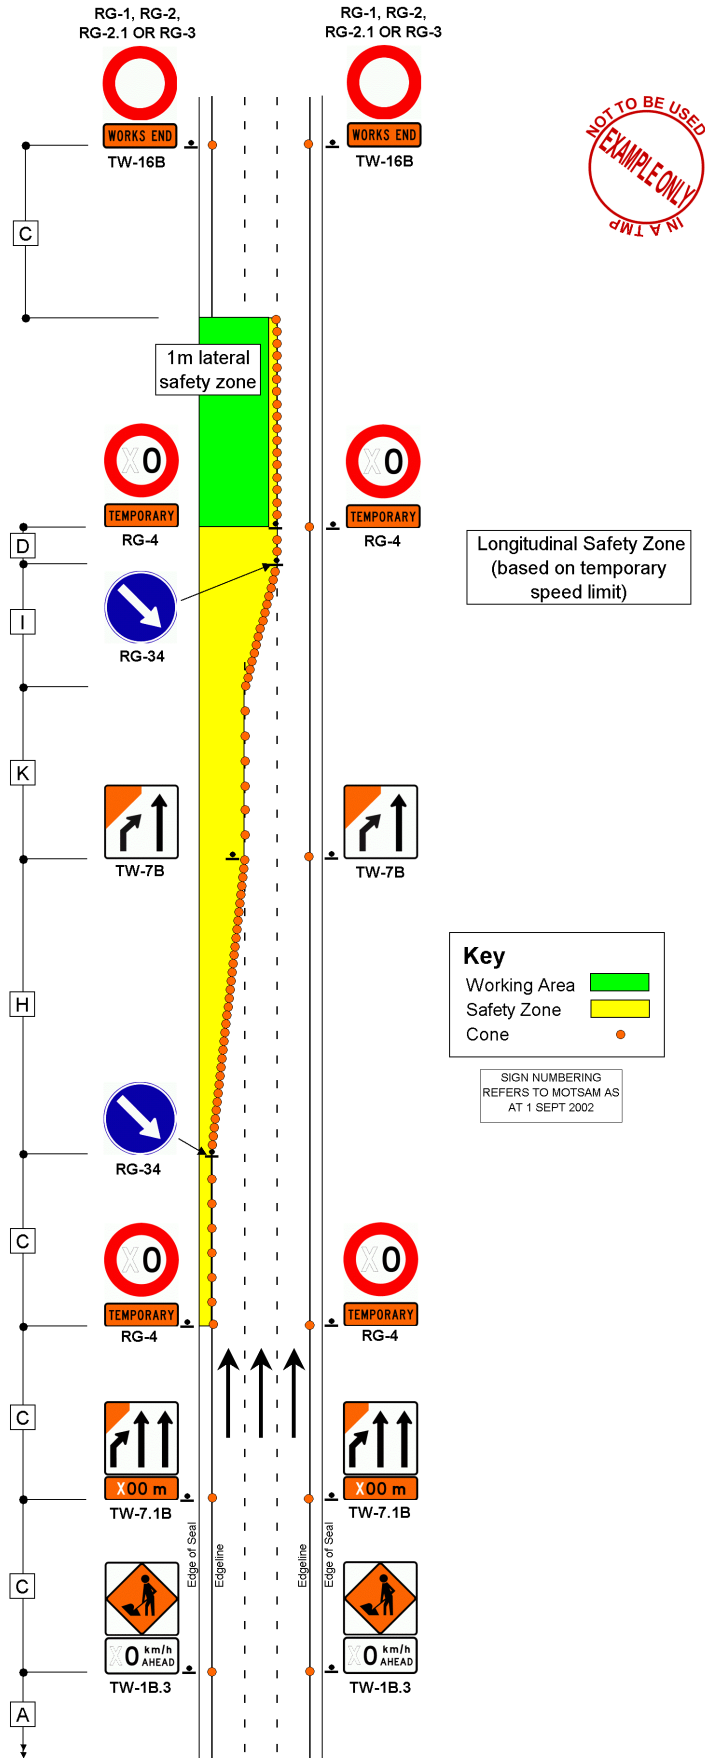 RG-1, RG-2,
RG-2.1 OR RG-3
RG-1, RG-2,
RG-2.1 OR RG-3
WORKS END
TW-16B
WORKS END
TW-16B
NOT TO BE USED
EXAMPLE ONLY
IN A TMP
C
1m lateral
safety zone
X0
TEMPORARY
RG-4
X0
TEMPORARY
RG-4
D
Longitudinal Safety Zone
(based on temporary
speed limit)
I
RG-34
K
TW-7B
TW-7B
H
Key
Working Area
Safety Zone
Cone
SIGN NUMBERING
REFERS TO MOTSAM AS
AT 1 SEPT 2002
RG-34
C
X0
TEMPORARY
RG-4
X0
TEMPORARY
RG-4
C
X00 m
TW-7.1B
X00 m
TW-7.1B
Edge of Seal
Edgeline
Edgeline
Edge of Seal
C
X0 km/h
AHEAD
TW-1B.3
X0 km/h
AHEAD
TW-1B.3
A